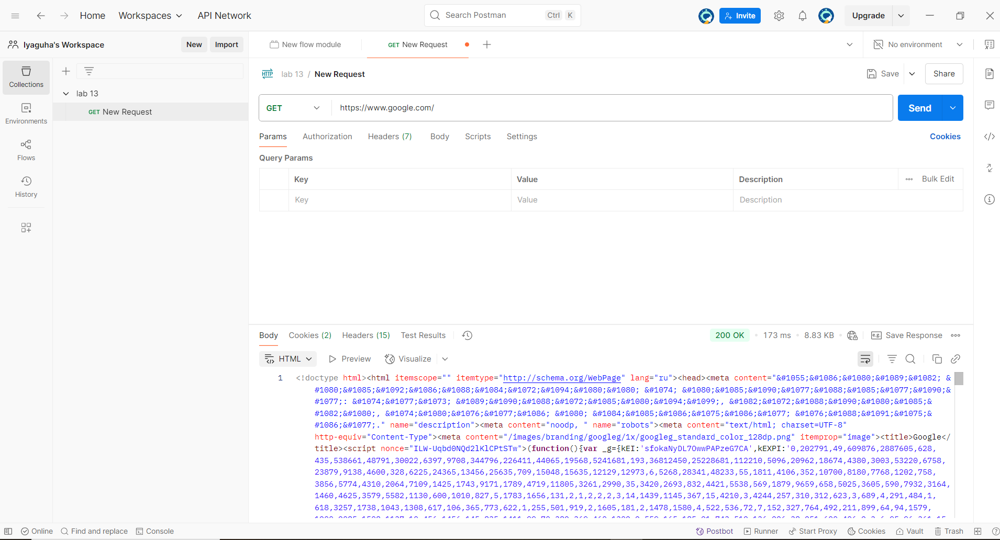 Home
Workspaces
API Network
Search Postman
Ctrl K
Invite
Upgrade
Iyaguha's Workspace
New
Import
New flow module
GET New Request
No environment
Collections
Environments
Flows
History
lab 13
GET New Request
HTTP lab 13 / New Request
Save
Share
GET
https://www.google.com/
Send
Params
Authorization
Headers (7)
Body
Scripts
Settings
Cookies
Query Params
Key Value Description Bulk Edit
Key Value Description
Body
Cookies (2)
Headers (15)
Test Results
200 OK
173 ms
8.83 KB
e.g. Save Response
HTML
Preview
Visualize
1 <!doctype html><html itemscope="" itemtype="http://schema.org/WebPage" lang="ru"><head><meta content="&#1055;&#1086;&#1080;&#1089;&#1082; &
#1080;&#1085;&#1092;&#1086;&#1088;&#1084;&#1072;&#1094;&#1080;&#1080; &#1074; &#1080;&#1085;&#1090;&#1077;&#1088;&#1085;&#1077;&#1090;&
#1077;: &#1074;&#1077;&#1073; &#1089;&#1090;&#1088;&#1072;&#1085;&#1080;&#1094;&#1099;, &#1082;&#1072;&#1088;&#1090;&#1080;&#1085;&
#1082;&#1080;, &#1074;&#1080;&#1076;&#1077;&#1086; &#1080; &#1084;&#1085;&#1086;&#1075;&#1086;&#1077; &#1076;&#1088;&#1091;&#1075;&
#1086;&#1077;." name="description"><meta content="noodp, " name="robots"><meta content="text/html; charset=UTF-8"
http-equiv="Content-Type"><meta content="/images/branding/googleg/1x/googleg_standard_color_128dp.png" itemprop="image"><title>Google</
title><script nonce="ILW-Uqbd0NQd2lKlCPtSTw">(function(){var _g={kEI:'sfokaNyDL7OwwPAPzeG7CA',kEXPI:'0,202791,49,609876,2887605,628,
435,538661,48791,30022,6397,9708,344796,226411,44065,19568,5241681,193,36812450,25228681,112210,5096,20962,18674,4380,3003,53220,6758,
23879,9138,4600,328,6225,24365,13456,25635,709,15048,15635,12129,12973,6,5268,28341,48233,55,1811,4106,352,10700,8180,7768,1202,758,
3856,5774,4310,2064,7109,1425,1743,9171,1789,4719,11805,3261,2990,35,3420,2693,832,4421,5538,569,1879,9659,658,5025,3605,590,7932,3164,
1460,4625,3579,5582,1130,600,1010,827,5,1783,1656,131,2,1,2,2,2,3,14,1439,1145,367,15,4210,3,4244,257,310,312,623,3,689,4,291,484,1,
618,3257,1738,1043,1308,617,106,365,773,622,1,255,501,919,2,1605,181,2,1478,1580,4,522,536,72,7,152,327,764,492,211,899,64,94,1579,
Online
Find and replace
Console
Postbot
Runner
Start Proxy
Cookies
Vault
Trash